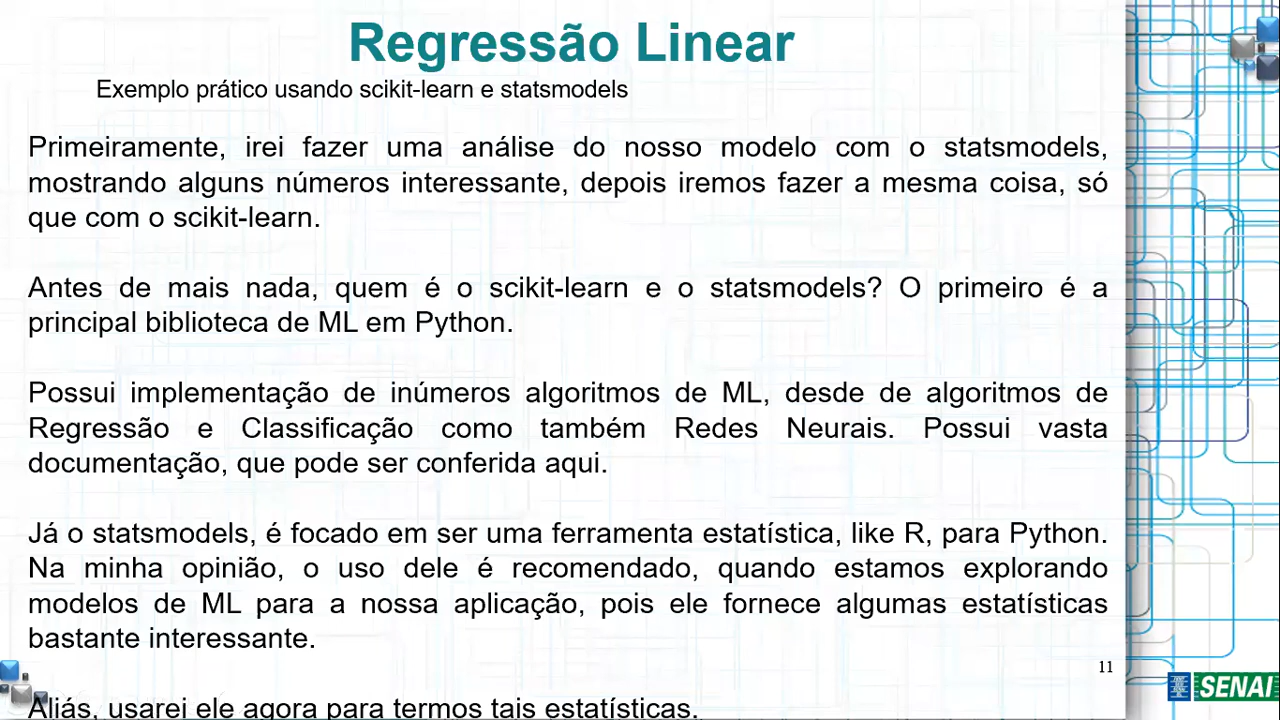 Regressão Linear
Exemplo prático usando scikit-learn e statsmodels
Primeiramente, irei fazer uma análise do nosso modelo com o statsmodels,
mostrando alguns números interessante, depois iremos fazer a mesma coisa, só
que com o scikit-learn.
Antes de mais nada, quem é o scikit-learn e o statsmodels? O primeiro é a
principal biblioteca de ML em Python.
Possui implementação de inúmeros algoritmos de ML, desde de algoritmos de
Regressão e Classificação como também Redes Neurais. Possui vasta
documentação, que pode ser conferida aqui.
Já o statsmodels, é focado em ser uma ferramenta estatística, like R, para Python.
Na minha opinião, o uso dele é recomendado, quando estamos explorando
modelos de ML para a nossa aplicação, pois ele fornece algumas estatísticas
bastante interessante.
11
SENAI
Aliás, usarei ele agora para termos tais estatísticas.